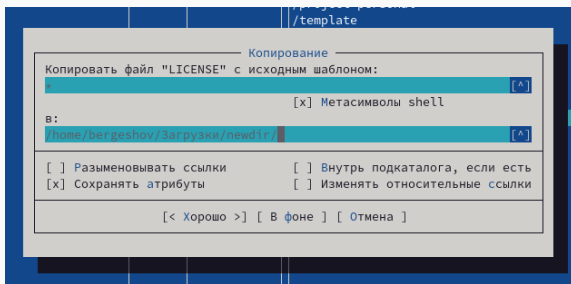 /template
Копирование
Копировать файл "LICENSE" с исходным шаблоном:
* [^]
[x] Метасимволы shell
в:
/home/bergeshov/Загрузки/newdir/ [^]
[ ] Разыменовывать ссылки [ ] Внутрь подкаталога, если есть
[x] Сохранять атрибуты [ ] Изменять относительные ссылки
[< Хорошо >] [ В фоне ] [ Отмена ]